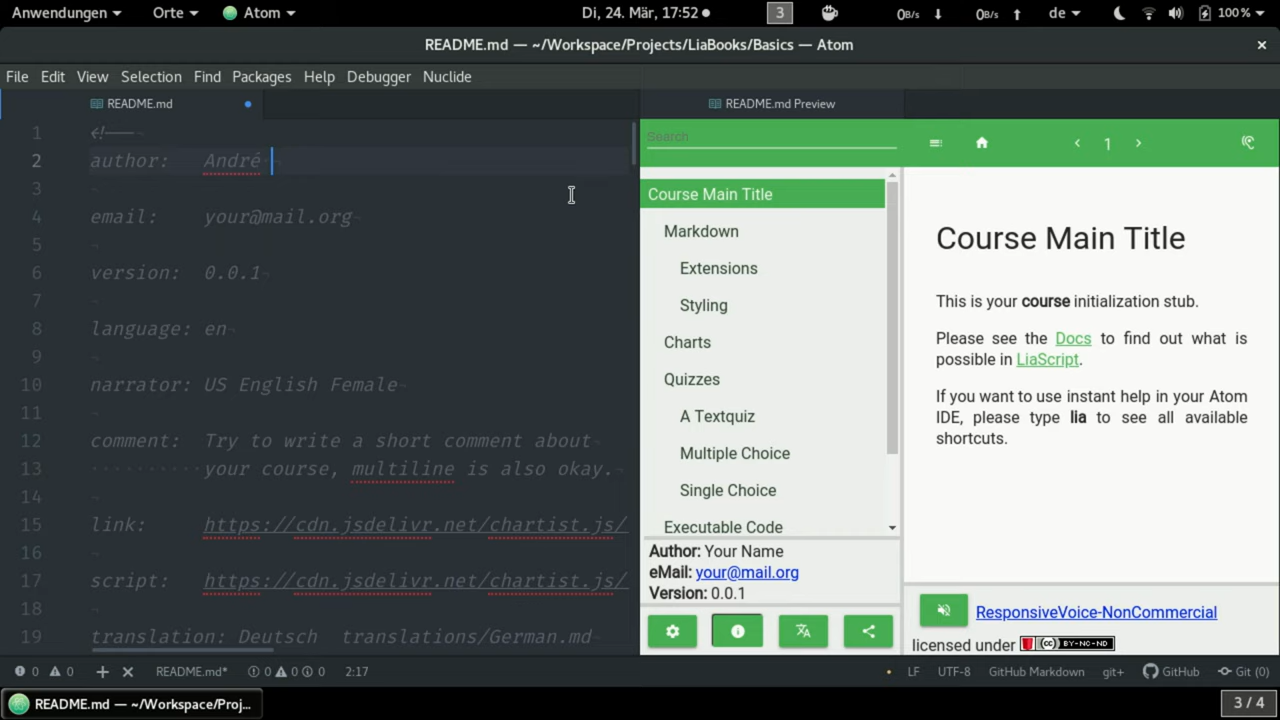 Anwendungen Orte Atom Di, 24. Mär, 17:52 3 0B/s 0B/s de 100%
README.md — ~/Workspace/Projects/LiaBooks/Basics — Atom
File Edit View Selection Find Packages Help Debugger Nuclide
README.md
README.md Preview
1 <!--
2 author: André
3
4 email: your@mail.org
5
6 version: 0.0.1
7
8 language: en
9
10 narrator: US English Female
11
12 comment: Try to write a short comment about
13 your course, multiline is also okay.
14
15 link: https://cdn.jsdelivr.net/chartist.js/
16
17 script: https://cdn.jsdelivr.net/chartist.js/
18
19 translation: Deutsch translations/German.md
Search
1
Course Main Title
Markdown
Extensions
Styling
Charts
Quizzes
A Textquiz
Multiple Choice
Single Choice
Executable Code
Author: Your Name
eMail: your@mail.org
Version: 0.0.1
Course Main Title
This is your course initialization stub.
Please see the Docs to find out what is
possible in LiaScript.
If you want to use instant help in your Atom
IDE, please type lia to see all available
shortcuts.
ResponsiveVoice-NonCommercial
licensed under cc BY-NC-ND
0 0 README.md* 0 0 0 2:17 LF UTF-8 GitHub Markdown git+ GitHub Git (0)
README.md — ~/Workspace/Proj... 3 / 4